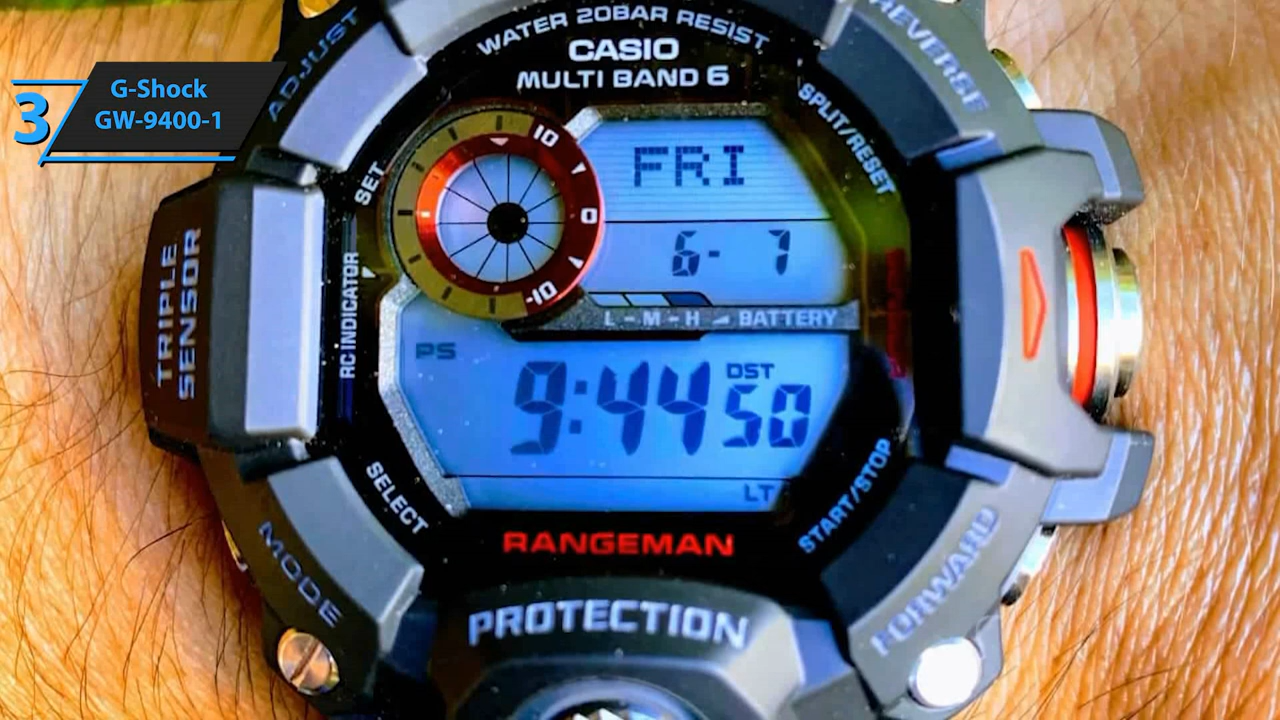 3
G-Shock
GW-9400-1
ADJUST
REVERSE
WATER 20BAR RESIST.
CASIO
MULTI BAND 6
SPLIT/RESET
SET
10
0
-10
FRI
6- 7
L - M - H BATTERY
TRIPLE
SENSOR
RC INDICATOR
PS
DST
9:44 50
LT
SELECT
START/STOP
RANGEMAN
MODE
FORWARD
PROTECTION